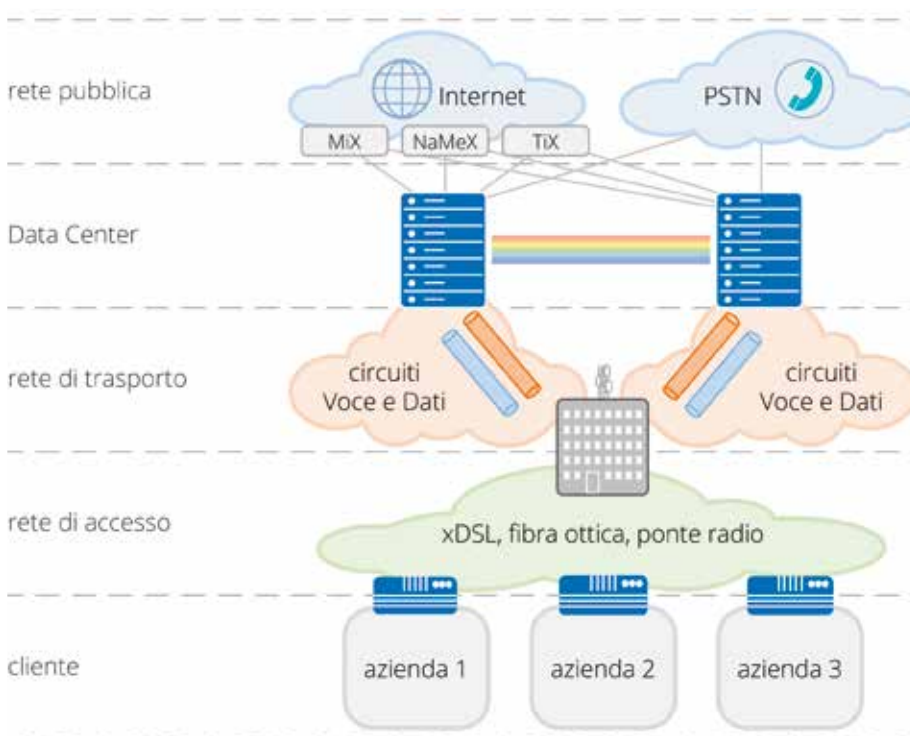 rete pubblica
Internet
PSTN
MiX
NaMeX
TiX
Data Center
rete di trasporto
circuiti
Voce e Dati
circuiti
Voce e Dati
rete di accesso
xDSL, fibra ottica, ponte radio
cliente
azienda 1
azienda 2
azienda 3